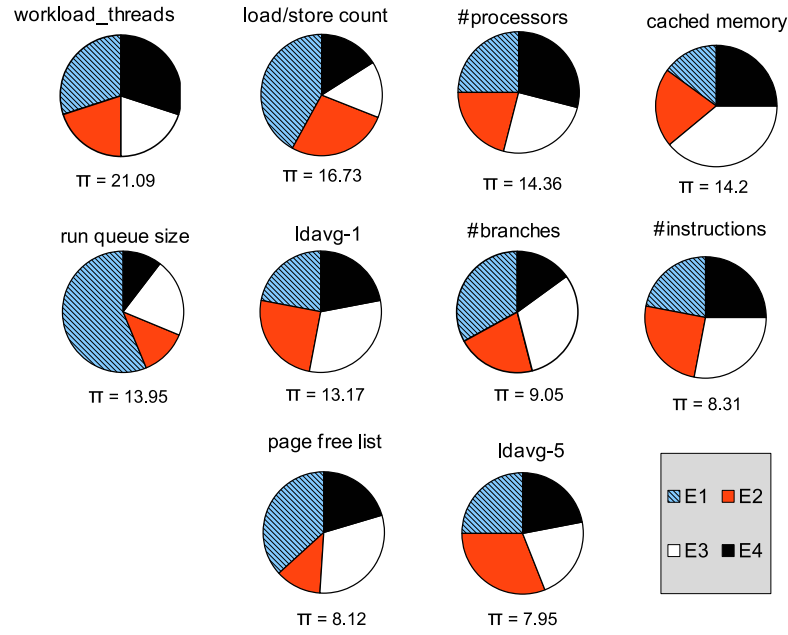 workload_threads
load/store count
#processors
cached memory
π = 21.09
π = 16.73
π = 14.36
π = 14.2
run queue size
ldavg-1
#branches
#instructions
π = 13.95
π = 13.17
π = 9.05
π = 8.31
page free list
ldavg-5
E1 E2
E3 E4
π = 8.12
π = 7.95